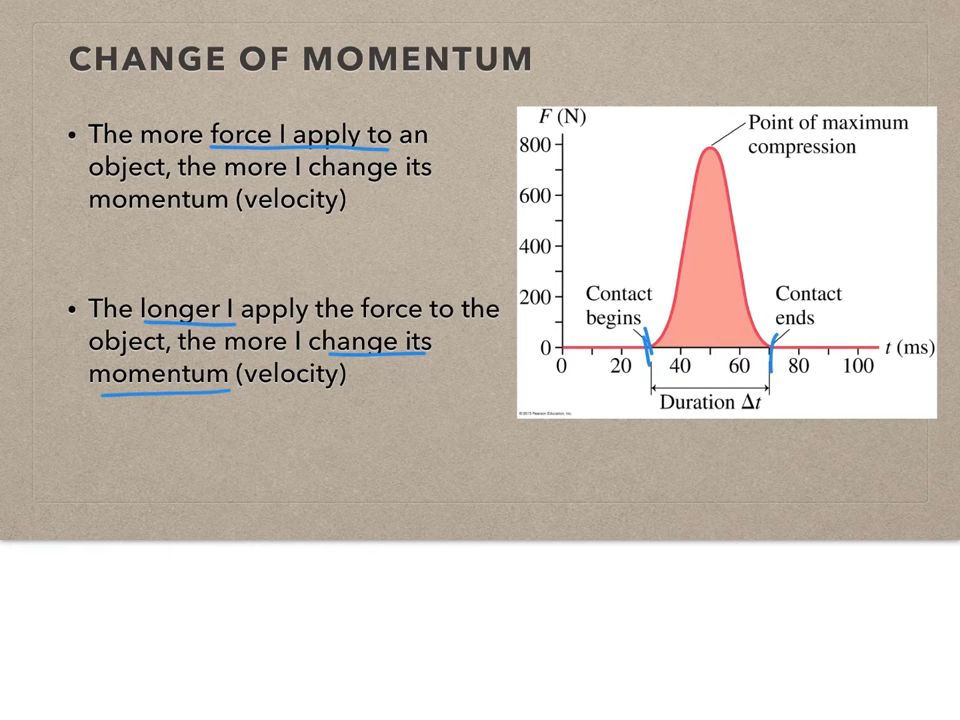 CHANGE OF MOMENTUM
• The more force I apply to an
object, the more I change its
momentum (velocity)
• The longer I apply the force to the
object, the more I change its
momentum (velocity)
F (N)
Point of maximum
compression
800
600
400
200
0
Contact
begins
Contact
ends
t (ms)
0 20 40 60 80 100
Duration Δt
© 2013 Pearson Education, Inc.